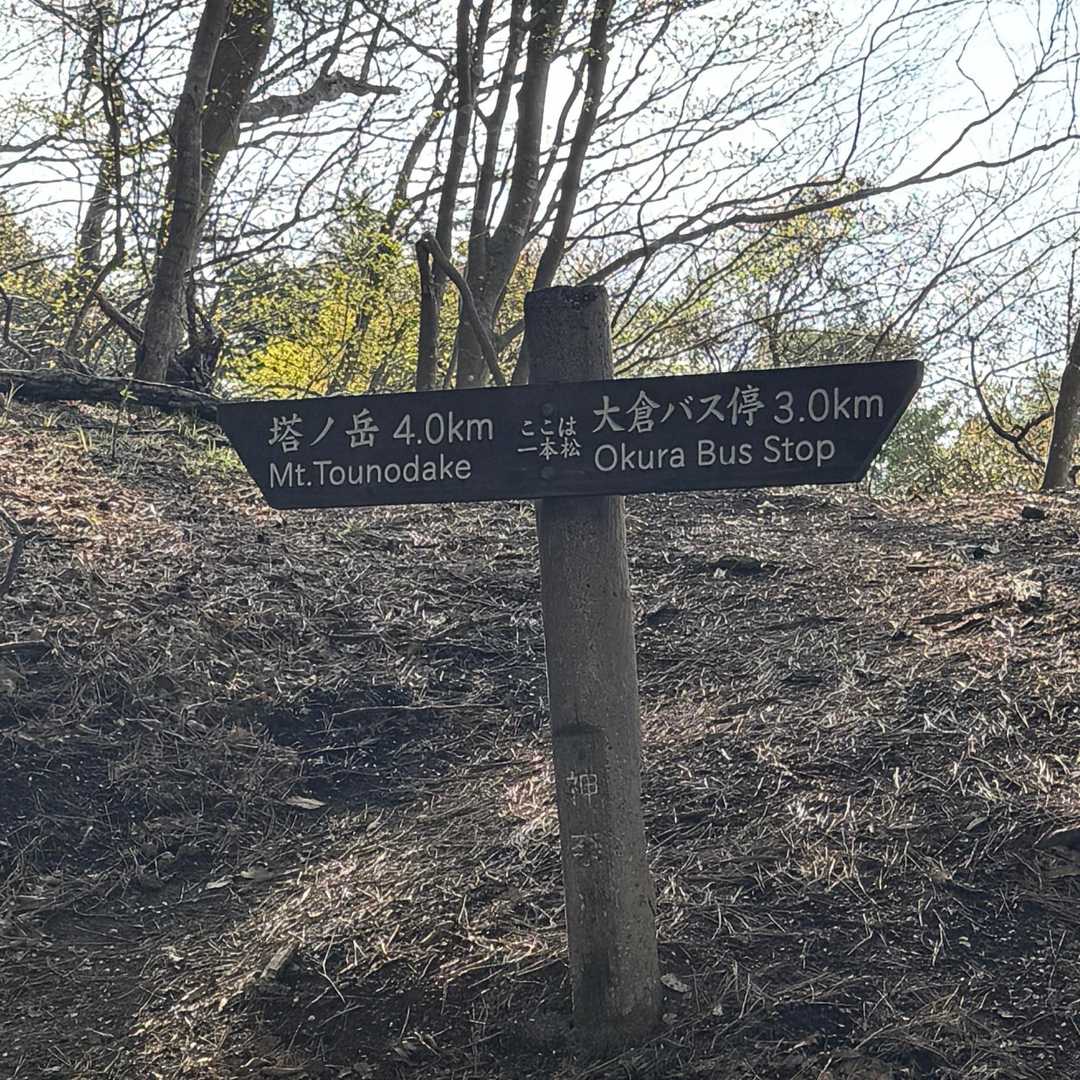 塔ノ岳 4.0km
Mt.Tounodake
ここは
一本松
大倉バス停 3.0km
Okura Bus Stop
神